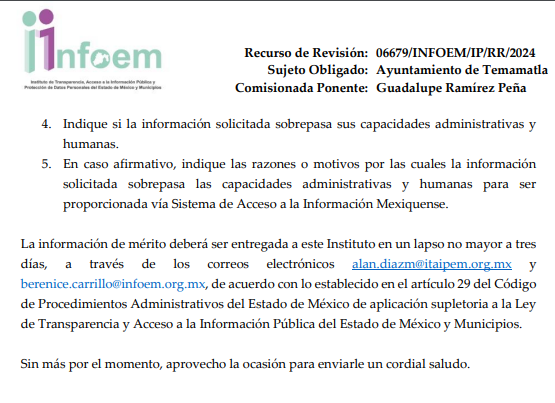 infoem
Instituto de Transparencia, Acceso a la Información Pública y
Protección de Datos Personales del Estado de México y Municipios
Recurso de Revisión: 06679/INFOEM/IP/RR/2024
Sujeto Obligado: Ayuntamiento de Temamatla
Comisionada Ponente: Guadalupe Ramírez Peña
4. Indique si la información solicitada sobrepasa sus capacidades administrativas y
humanas.
5. En caso afirmativo, indique las razones o motivos por las cuales la información
solicitada sobrepasa las capacidades administrativas y humanas para ser
proporcionada vía Sistema de Acceso a la Información Mexiquense.
La información de mérito deberá ser entregada a este Instituto en un lapso no mayor a tres
días, a través de los correos electrónicos alan.diazm@itaipem.org.mx y
berenice.carrillo@infoem.org.mx, de acuerdo con lo establecido en el artículo 29 del Código
de Procedimientos Administrativos del Estado de México de aplicación supletoria a la Ley
de Transparencia y Acceso a la Información Pública del Estado de México y Municipios.
Sin más por el momento, aprovecho la ocasión para enviarle un cordial saludo.